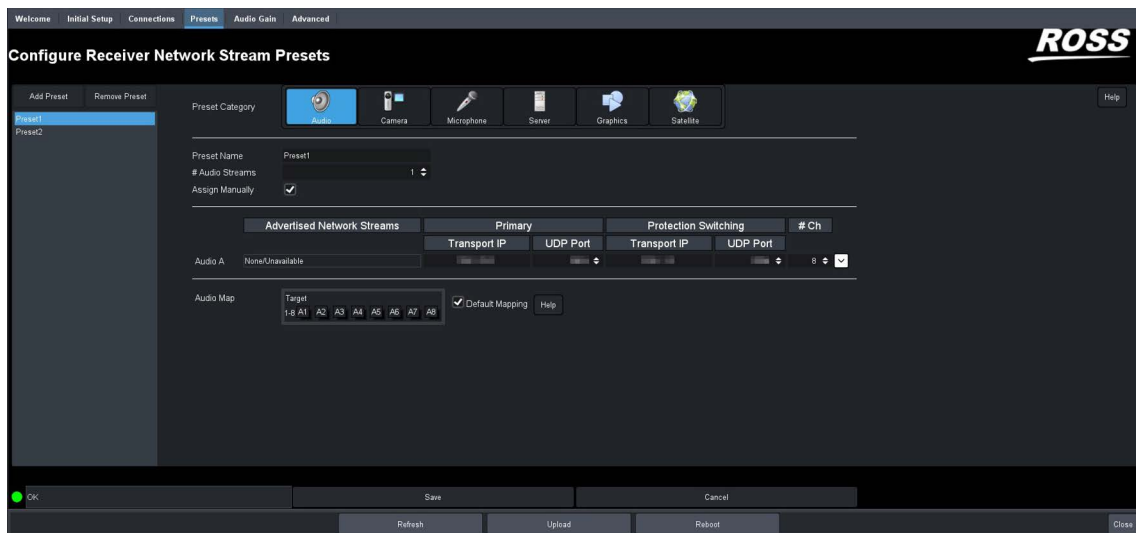 Welcome Initial Setup Connections Presets Audio Gain Advanced
ROSS
Configure Receiver Network Stream Presets
Add Preset Remove Preset
Help
Preset1
Preset2
Preset Category
Audio Camera Microphone Server Graphics Satellite
Preset Name Preset1
# Audio Streams 1
Assign Manually
Advertised Network Streams Primary Protection Switching # Ch
Transport IP UDP Port Transport IP UDP Port
Audio A None/Unavailable 8
Audio Map Target
1-8 A1 A2 A3 A4 A5 A6 A7 A8
Default Mapping Help
OK Save Cancel
Refresh Upload Reboot Close